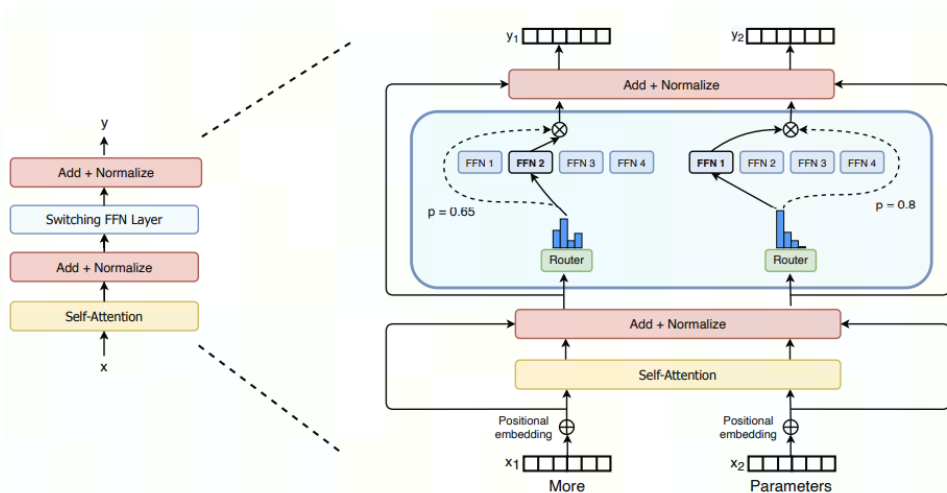 y
Add + Normalize
Switching FFN Layer
Add + Normalize
Self-Attention
x
y1
y2
Add + Normalize
FFN 1
FFN 2
FFN 3
FFN 4
FFN 1
FFN 2
FFN 3
FFN 4
p = 0.65
p = 0.8
Router
Router
Add + Normalize
Self-Attention
Positional
embedding
Positional
embedding
x1
x2
More
Parameters